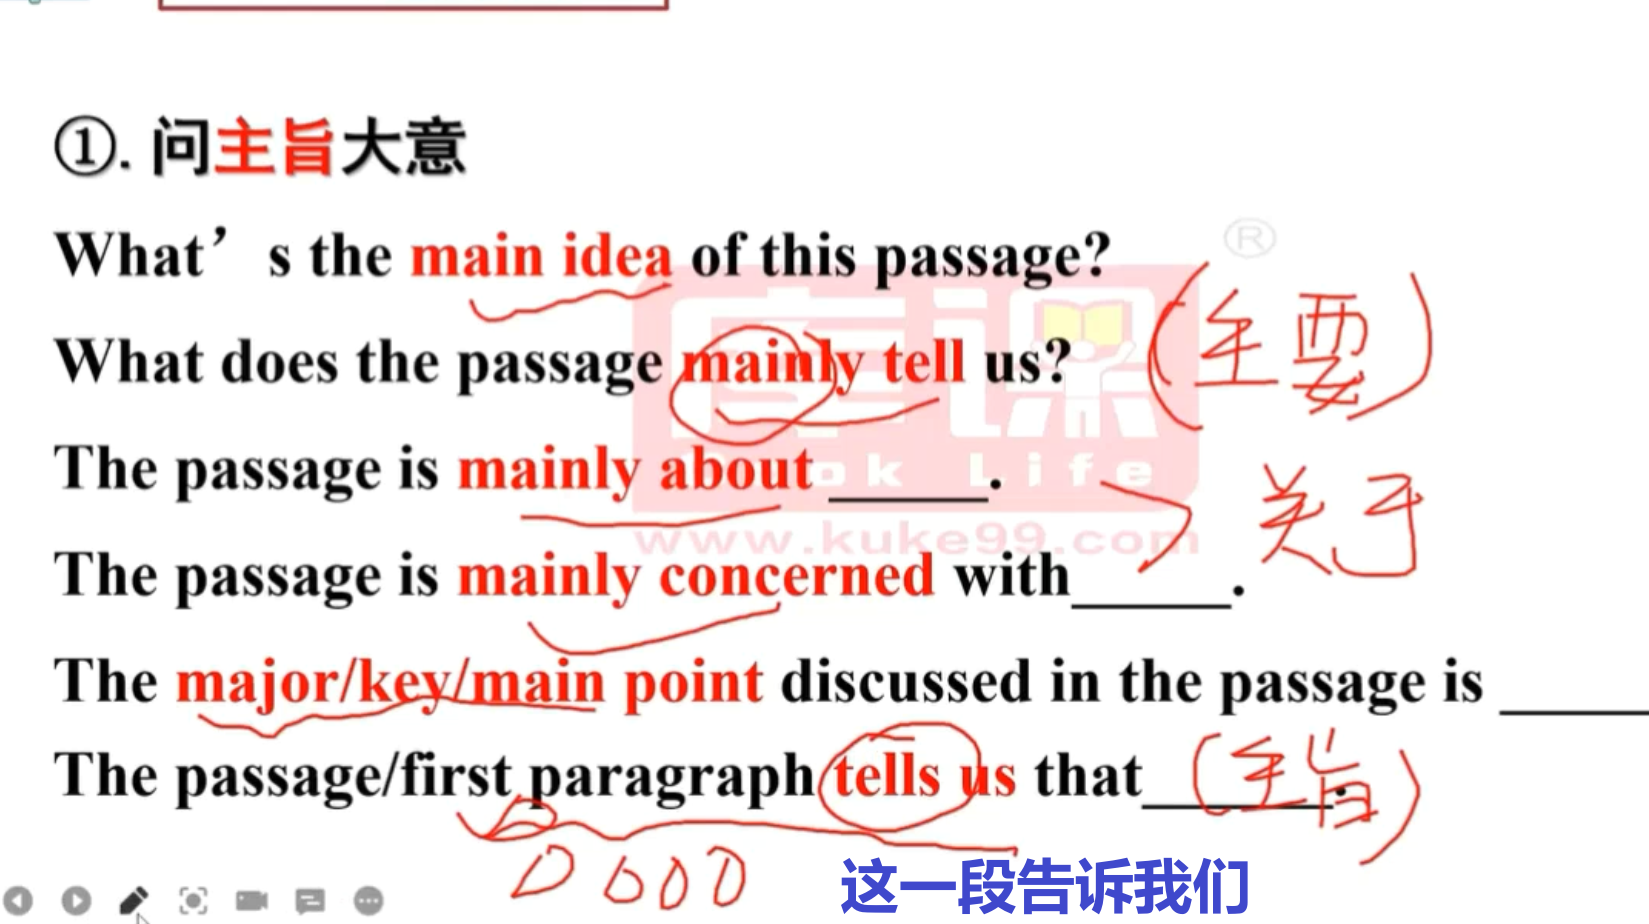 ①. 问主旨大意
What’s the main idea of this passage?
®
What does the passage mainly tell us?
(主要)
The passage is mainly about ______.
ook Life
关于
www.kuke99.com
The passage is mainly concerned with______.
The major/key/main point discussed in the passage is ______
The passage/first paragraph tells us that______.
(主旨)
这一段告诉我们